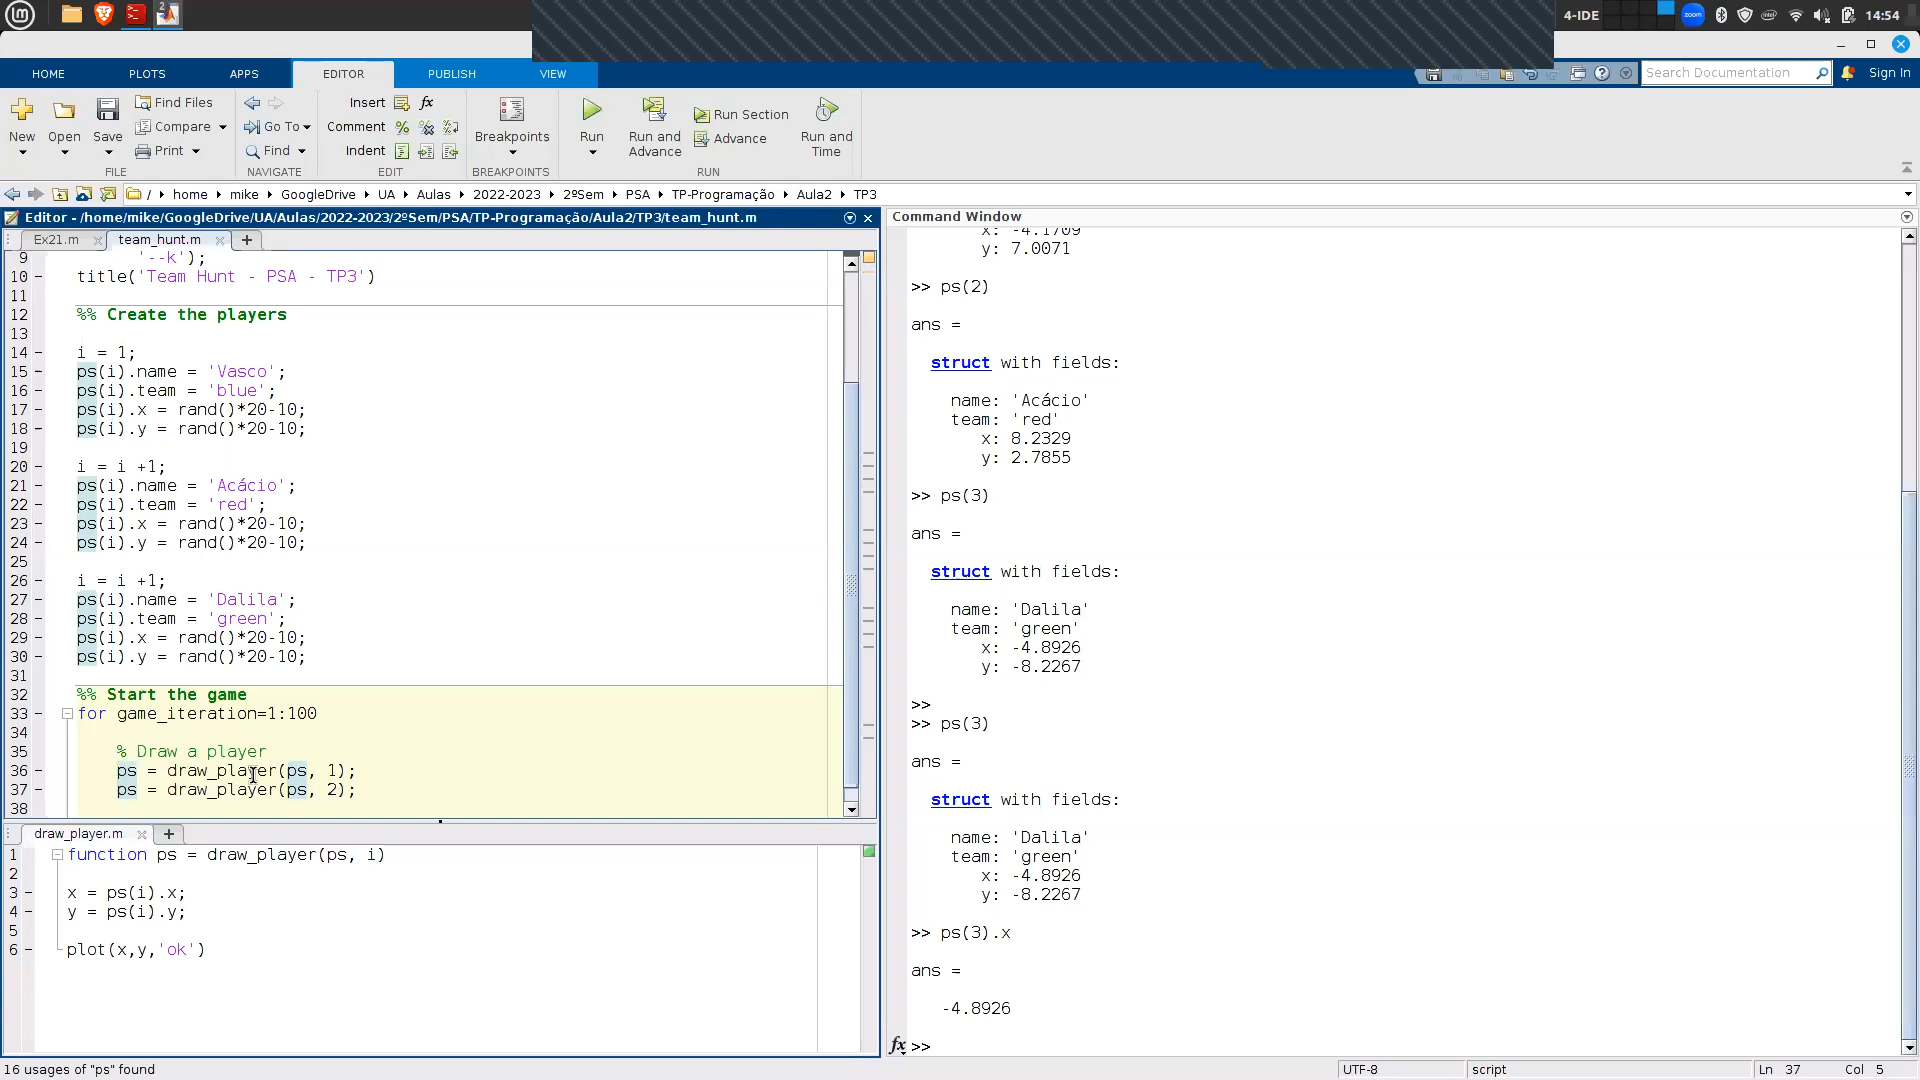 4-IDE
zoom
14:54
HOME PLOTS APPS EDITOR PUBLISH VIEW
Search Documentation
Sign In
New
Open
Save
Find Files
Compare
Print
FILE
Go To
Find
NAVIGATE
Insert
fx
Comment
Indent
EDIT
Breakpoints
BREAKPOINTS
Run
Run and
Advance
Run Section
Advance
Run and
Time
RUN
/ home mike GoogleDrive UA Aulas 2022-2023 2ºSem PSA TP-Programação Aula2 TP3
Editor - /home/mike/GoogleDrive/UA/Aulas/2022-2023/2ºSem/PSA/TP-Programação/Aula2/TP3/team_hunt.m
Ex21.m team_hunt.m
9 '--k');
10 title('Team Hunt - PSA - TP3')
11
12 %% Create the players
13
14 i = 1;
15 ps(i).name = 'Vasco';
16 ps(i).team = 'blue';
17 ps(i).x = rand()*20-10;
18 ps(i).y = rand()*20-10;
19
20 i = i +1;
21 ps(i).name = 'Acácio';
22 ps(i).team = 'red';
23 ps(i).x = rand()*20-10;
24 ps(i).y = rand()*20-10;
25
26 i = i +1;
27 ps(i).name = 'Dalila';
28 ps(i).team = 'green';
29 ps(i).x = rand()*20-10;
30 ps(i).y = rand()*20-10;
31
32 %% Start the game
33 for game_iteration=1:100
34
35 % Draw a player
36 ps = draw_player(ps, 1);
37 ps = draw_player(ps, 2);
38
draw_player.m
1 function ps = draw_player(ps, i)
2
3 x = ps(i).x;
4 y = ps(i).y;
5
6 plot(x,y,'ok')
Command Window
x: -4.1709
y: 7.0071
>> ps(2)
ans =
struct with fields:
name: 'Acácio'
team: 'red'
x: 8.2329
y: 2.7855
>> ps(3)
ans =
struct with fields:
name: 'Dalila'
team: 'green'
x: -4.8926
y: -8.2267
>>
>> ps(3)
ans =
struct with fields:
name: 'Dalila'
team: 'green'
x: -4.8926
y: -8.2267
>> ps(3).x
ans =
-4.8926
fx >>
16 usages of "ps" found
UTF-8
script
Ln 37 Col 5